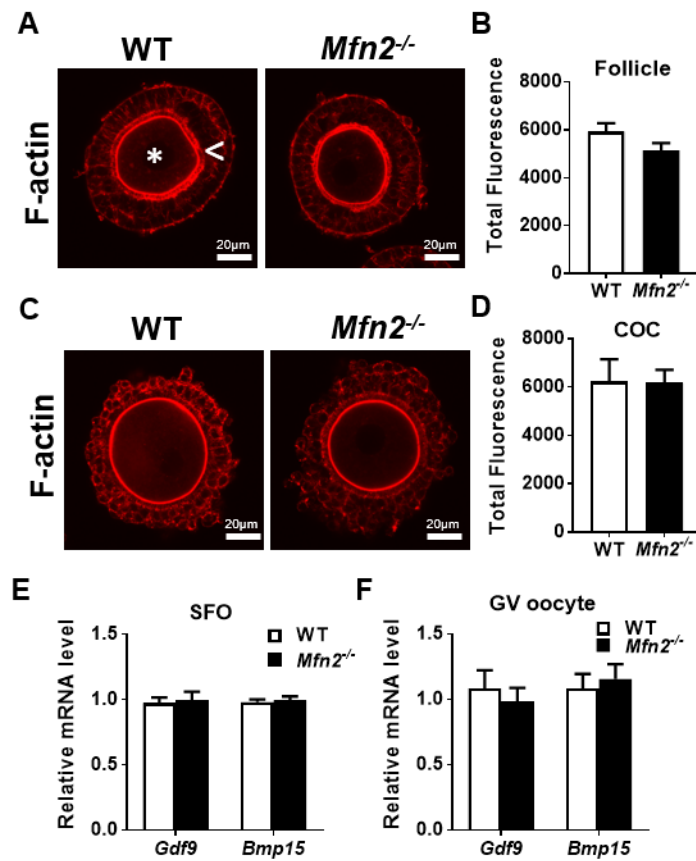 A
WT
Mfn2-/-
F-actin
*
<
20μm
20μm
B
Follicle
Total Fluorescence
8000
6000
4000
2000
0
WT
Mfn2-/-
C
WT
Mfn2-/-
F-actin
20μm
20μm
D
COC
Total Fluorescence
8000
6000
4000
2000
0
WT
Mfn2-/-
E
SFO
WT
Mfn2-/-
Relative mRNA level
1.5
1.0
0.5
0.0
Gdf9
Bmp15
F
GV oocyte
WT
Mfn2-/-
Relative mRNA level
1.5
1.0
0.5
0.0
Gdf9
Bmp15